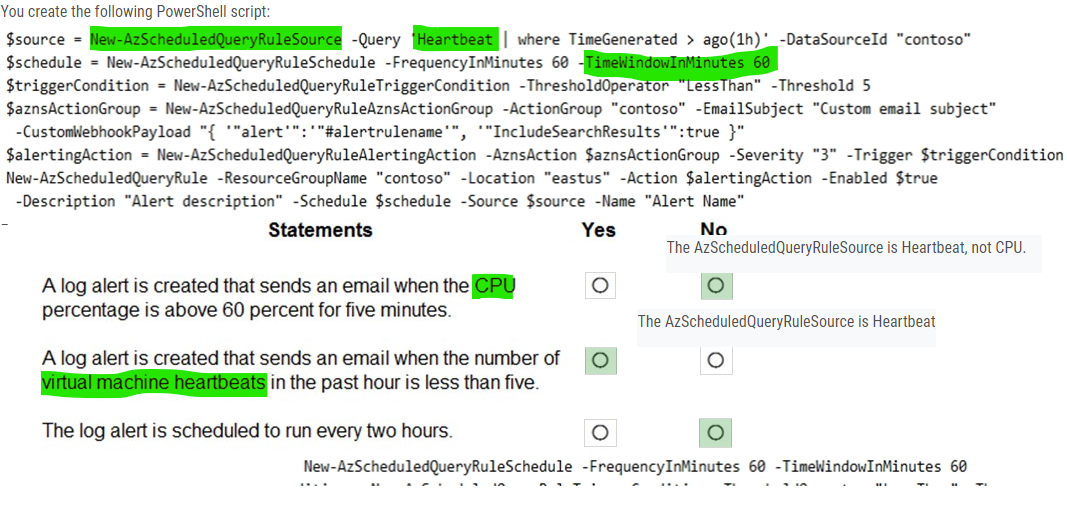 You create the following PowerShell script:
$source = New-AzScheduledQueryRuleSource -Query 'Heartbeat | where TimeGenerated > ago(1h)' -DataSourceId "contoso"
$schedule = New-AzScheduledQueryRuleSchedule -FrequencyInMinutes 60 -TimeWindowInMinutes 60
$triggerCondition = New-AzScheduledQueryRuleTriggerCondition -ThresholdOperator "LessThan" -Threshold 5
$aznsActionGroup = New-AzScheduledQueryRuleAznsActionGroup -ActionGroup "contoso" -EmailSubject "Custom email subject"
-CustomWebhookPayload "{ '"alert'":'"#alertrulename'", '"IncludeSearchResults'":true }"
$alertingAction = New-AzScheduledQueryRuleAlertingAction -AznsAction $aznsActionGroup -Severity "3" -Trigger $triggerCondition
New-AzScheduledQueryRule -ResourceGroupName "contoso" -Location "eastus" -Action $alertingAction -Enabled $true
-Description "Alert description" -Schedule $schedule -Source $source -Name "Alert Name"
Statements Yes No
The AzScheduledQueryRuleSource is Heartbeat, not CPU.
A log alert is created that sends an email when the CPU
percentage is above 60 percent for five minutes.
The AzScheduledQueryRuleSource is Heartbeat
A log alert is created that sends an email when the number of
virtual machine heartbeats in the past hour is less than five.
The log alert is scheduled to run every two hours.
New-AzScheduledQueryRuleSchedule -FrequencyInMinutes 60 -TimeWindowInMinutes 60